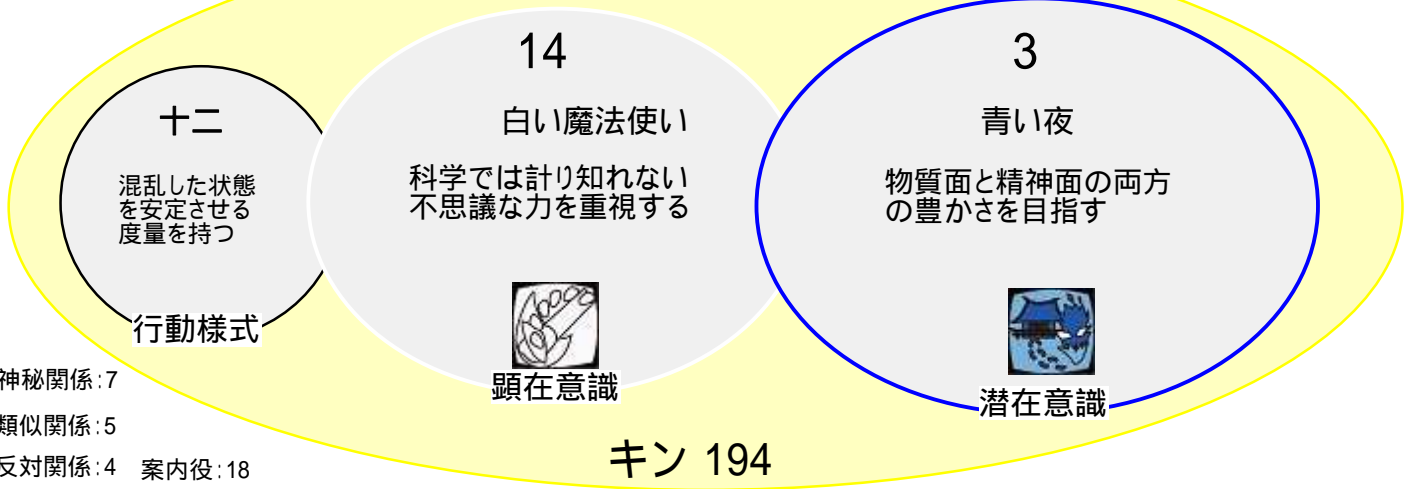 14
3
十二
白い魔法使い
青い夜
混乱した状態
を安定させる
度量を持つ
科学では計り知れない
不思議な力を重視する
物質面と精神面の両方
の豊かさを目指す
行動様式
顕在意識
潜在意識
神秘関係:7
類似関係:5
反対関係:4 案内役:18
キン 194